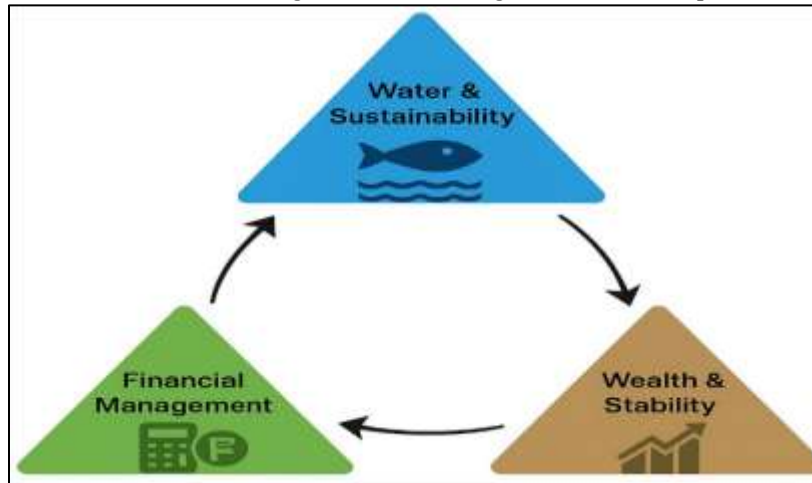 Water &
Sustainability
Financial
Management
Wealth &
Stability